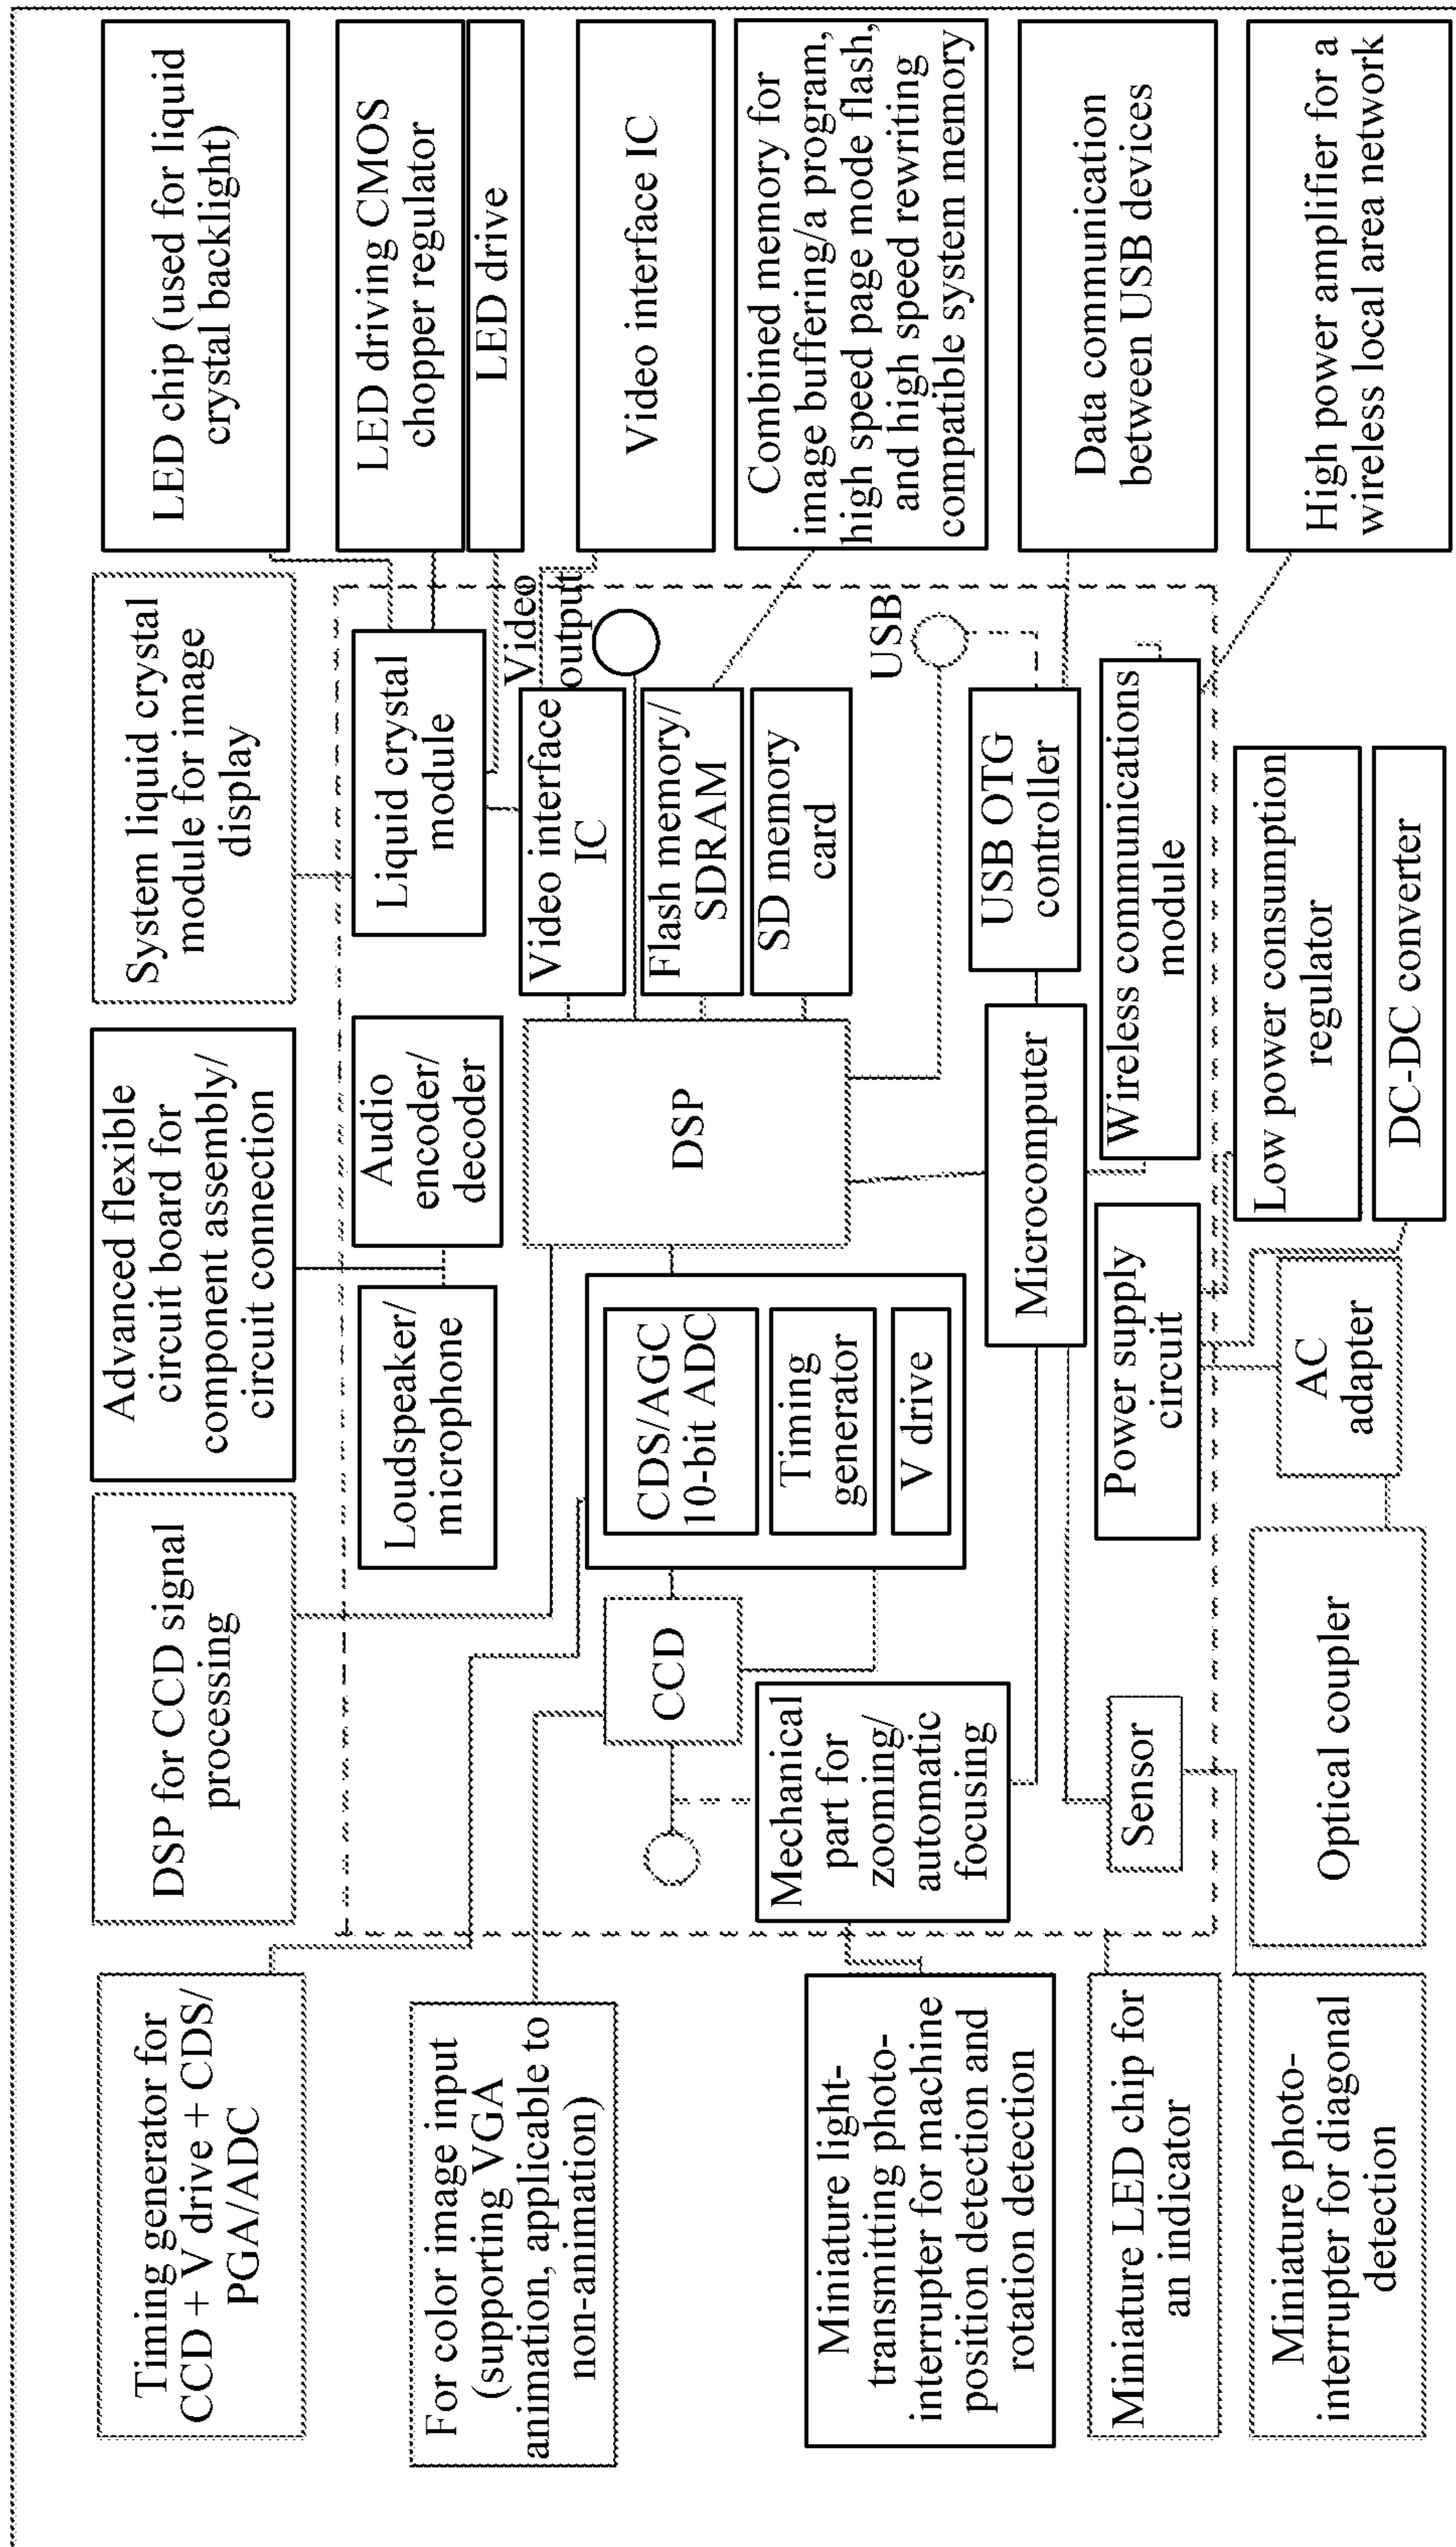 Timing generator for
CCD + V drive + CDS/
PGA/ADC
DSP for CCD signal
processing
Advanced flexible
circuit board for
component assembly/
circuit connection
System liquid crystal
module for image
display
LED chip (used for liquid
crystal backlight)
For color image input
(supporting VGA
animation, applicable to
non-animation)
Loudspeaker/
microphone
Audio
encoder/
decoder
Liquid crystal
module
LED driving CMOS
chopper regulator
LED drive
Video
output
Video interface
IC
Video interface IC
CCD
CDS/AGC
10-bit ADC
Timing
generator
V drive
DSP
Flash memory/
SDRAM
SD memory
card
Combined memory for
image buffering/a program,
high speed page mode flash,
and high speed rewriting
compatible system memory
USB
Miniature light-
transmitting photo-
interrupter for machine
position detection and
rotation detection
Mechanical
part for
zooming/
automatic
focusing
Microcomputer
USB OTG
controller
Data communication
between USB devices
Miniature LED chip for
an indicator
Sensor
Power supply
circuit
Wireless communications
module
High power amplifier for a
wireless local area network
Miniature photo-
interrupter for diagonal
detection
Optical coupler
AC
adapter
Low power consumption
regulator
DC-DC converter